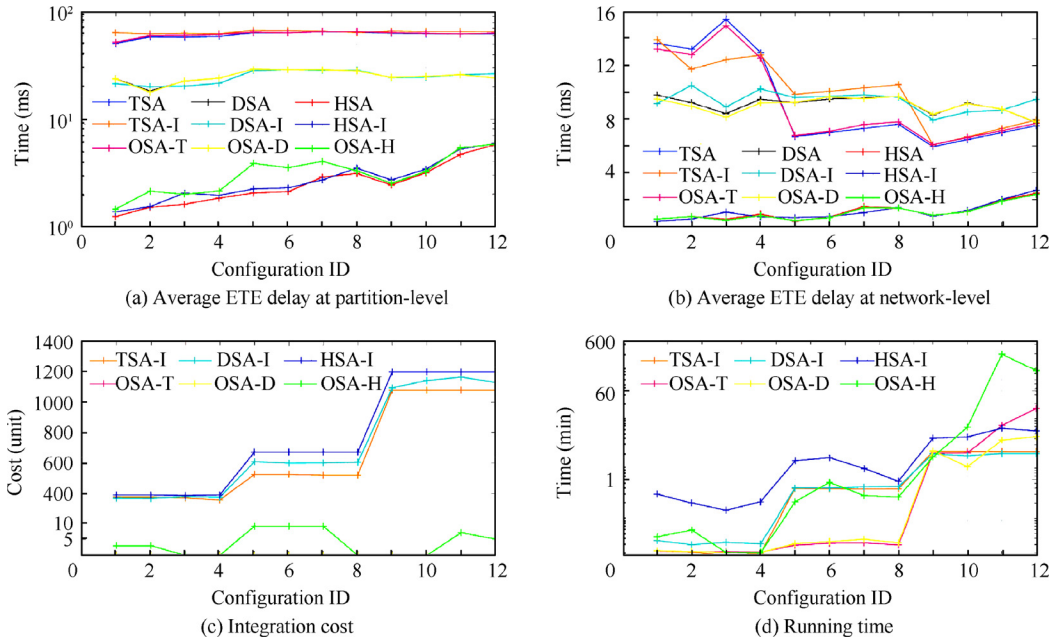 10²
10¹
10⁰
Time (ms)
TSA DSA HSA
TSA-I DSA-I HSA-I
OSA-T OSA-D OSA-H
0 2 4 6 8 10 12
Configuration ID
(a) Average ETE delay at partition-level
16
12
8
4
0
Time (ms)
TSA DSA HSA
TSA-I DSA-I HSA-I
OSA-T OSA-D OSA-H
2 4 6 8 10 12
Configuration ID
(b) Average ETE delay at network-level
1400
1200
1000
800
600
400
10
5
Cost (unit)
TSA-I DSA-I HSA-I
OSA-T OSA-D OSA-H
0 2 4 6 8 10 12
Configuration ID
(c) Integration cost
600
60
1
Time (min)
TSA-I DSA-I HSA-I
OSA-T OSA-D OSA-H
0 2 4 6 8 10 12
Configuration ID
(d) Running time